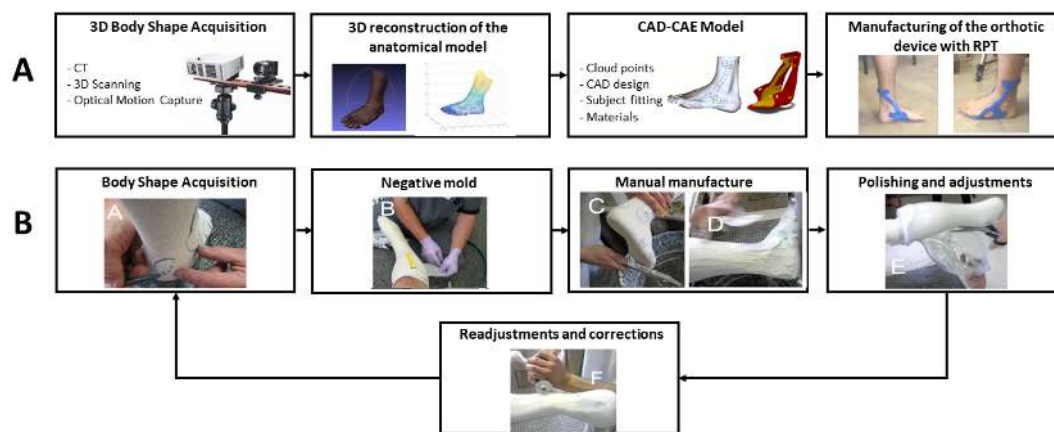 A
3D Body Shape Acquisition
- CT
- 3D Scanning
- Optical Motion Capture
3D reconstruction of the
anatomical model
CAD-CAE Model
- Cloud points
- CAD design
- Subject fitting
- Materials
Manufacturing of the orthotic
device with RPT
B
Body Shape Acquisition
A
Negative mold
B
Manual manufacture
C
D
Polishing and adjustments
E
Readjustments and corrections
F